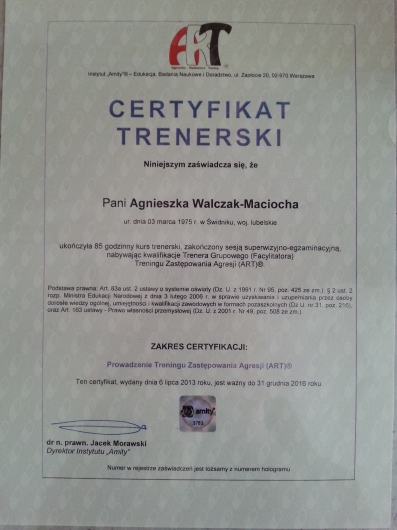 ART
Instytut „Amity"® – Edukacja, Badania Naukowe i Doradztwo, ul. Zapłocie 20, 02-970 Warszawa
CERTYFIKAT
TRENERSKI
Niniejszym zaświadcza się, że
Pani Agnieszka Walczak-Maciocha
ur. dnia 03 marca 1975 r. w Świdniku, woj. lubelskie
ukończyła 85 godzinny kurs trenerski, zakończony sesją superwizyjno-egzaminacyjną,
nabywając kwalifikacje Trenera Grupowego (Facylitatora)
Treningu Zastępowania Agresji (ART)®.
Podstawa prawna: Art. 83a ust. 2 ustawy o systemie oświaty (Dz. U. z 1991 r. Nr 95, poz. 425 ze zm.), § 2 ust. 2
rozp. Ministra Edukacji Narodowej z dnia 3 lutego 2006 r. w sprawie uzyskiwania i uzupełniania przez osoby
dorosłe wiedzy ogólnej, umiejętności i kwalifikacji zawodowych w formach pozaszkolnych (Dz. U. nr 31, poz. 216),
oraz Art. 163 ustawy - Prawo własności przemysłowej (Dz. U. z 2001 r. Nr 49, poz. 508 ze zm.)
ZAKRES CERTYFIKACJI:
Prowadzenie Treningu Zastępowania Agresji (ART)®
Ten certyfikat, wydany dnia 6 lipca 2013 roku, jest ważny do 31 grudnia 2016 roku.
amity®
dr n. prawn. Jacek Morawski
Dyrektor Instytutu „Amity"
Numer w rejestrze zaświadczeń jest tożsamy z numerem hologramu